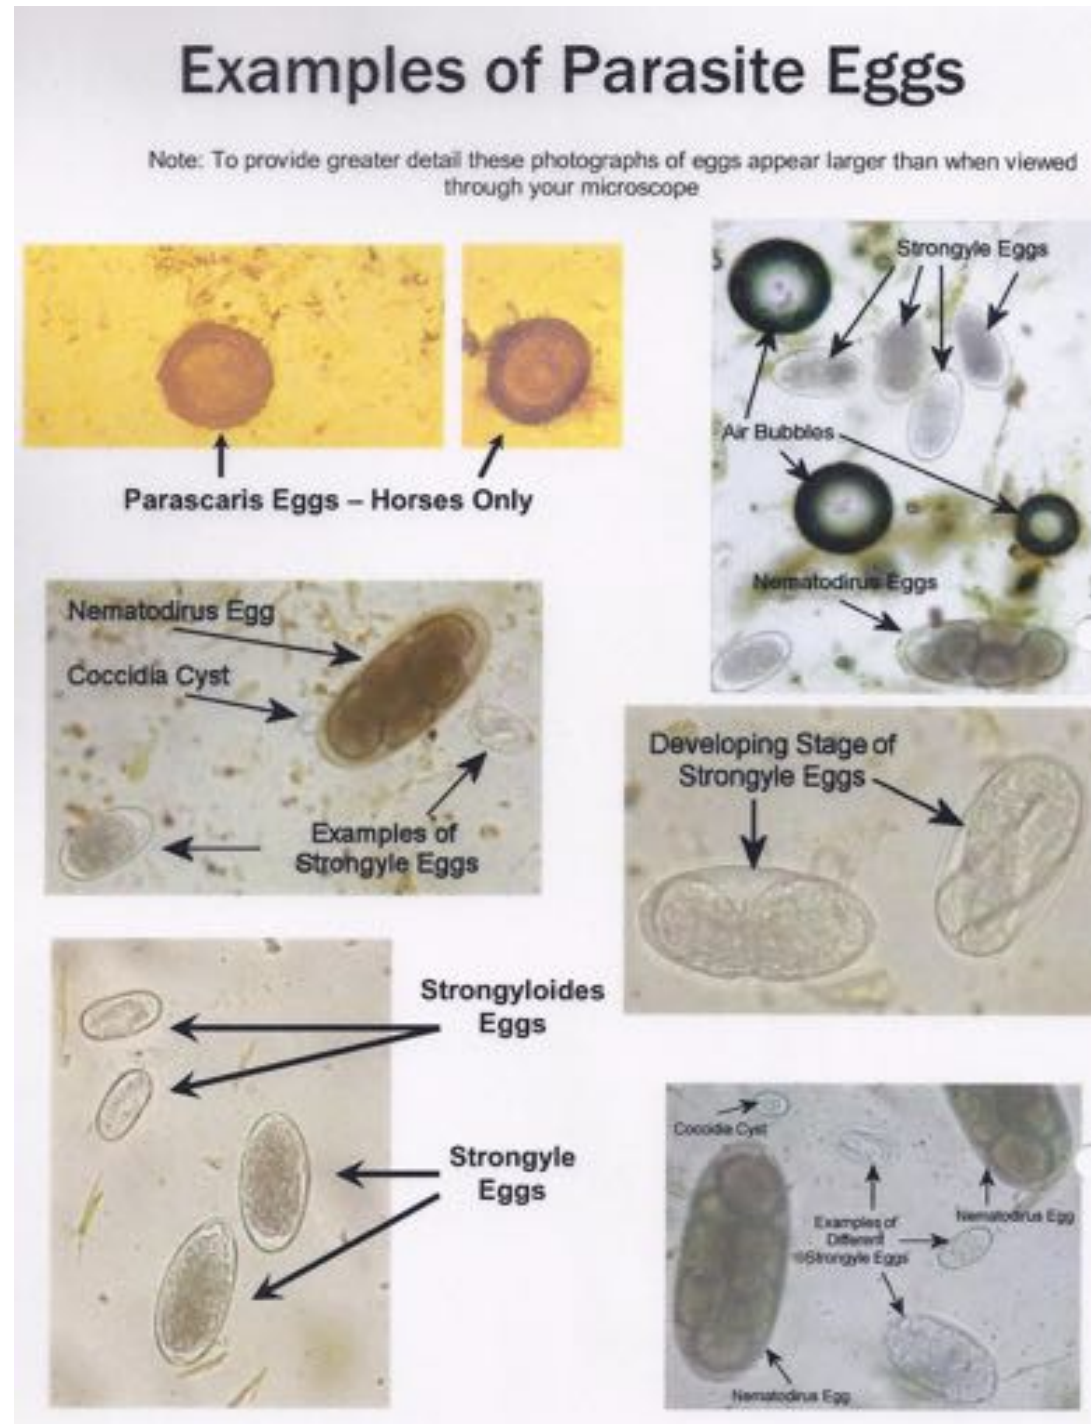 Examples of Parasite Eggs
Note: To provide greater detail these photographs of eggs appear larger than when viewed
through your microscope
Parascaris Eggs – Horses Only
Strongyle Eggs
Air Bubbles
Nematodirus Eggs
Nematodirus Egg
Coccidia Cyst
Examples of
Strongyle Eggs
Developing Stage of
Strongyle Eggs
Strongyloides
Eggs
Strongyle
Eggs
Coccidia Cyst
Nematodirus Egg
Examples of
Different
Strongyle Eggs
Nematodirus Egg